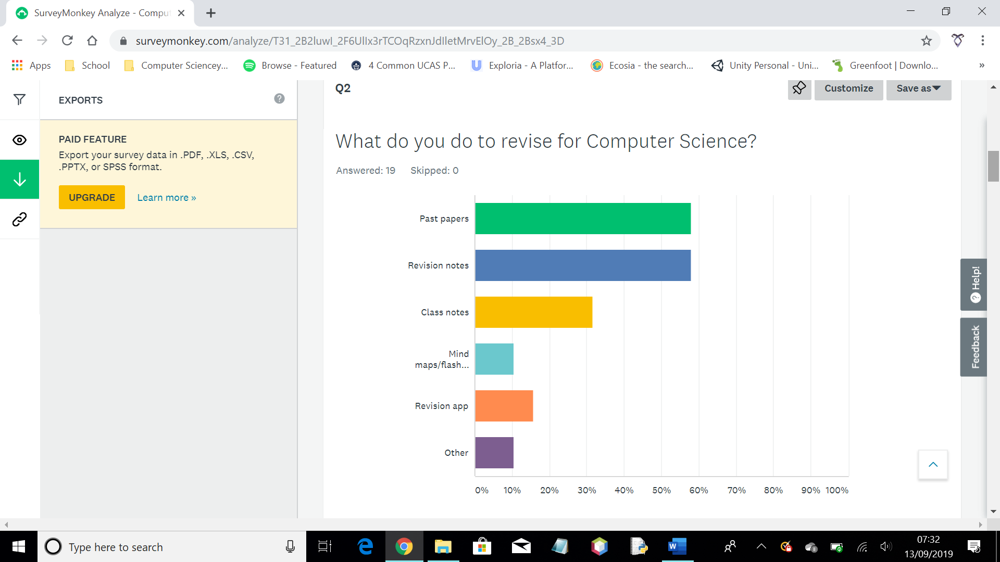 SurveyMonkey Analyze - Compu
surveymonkey.com/analyze/T31_2B2luwI_2F6UlIx3rTCOqRzxnJdIletMrvElOy_2B_2Bsx4_3D
Apps School Computer Sciencey... Browse - Featured 4 Common UCAS P... Exploria - A Platfor... Ecosia - the search... Unity Personal - Uni... Greenfoot | Downlo... »
EXPORTS
PAID FEATURE
Export your survey data in .PDF, .XLS, .CSV,
.PPTX, or SPSS format.
UPGRADE Learn more »
Q2
Customize Save as
What do you do to revise for Computer Science?
Answered: 19 Skipped: 0
Past papers
Revision notes
Class notes
Mind
maps/flash...
Revision app
Other
0% 10% 20% 30% 40% 50% 60% 70% 80% 90% 100%
Help!
Feedback
Type here to search
07:32
13/09/2019